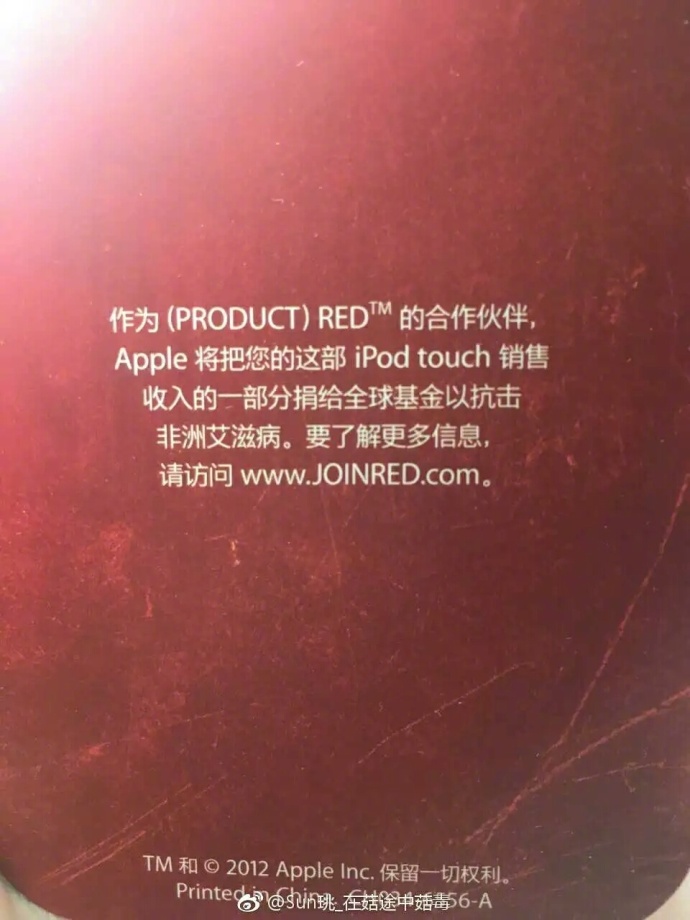 作为 (PRODUCT) RED™ 的合作伙伴，
Apple 将把您的这部 iPod touch 销售
收入的一部分捐给全球基金以抗击
非洲艾滋病。要了解更多信息，
请访问 www.JOINRED.com。
TM 和 © 2012 Apple Inc. 保留一切权利。
Printed in China.
@Sun珧_在菇途中菇毒